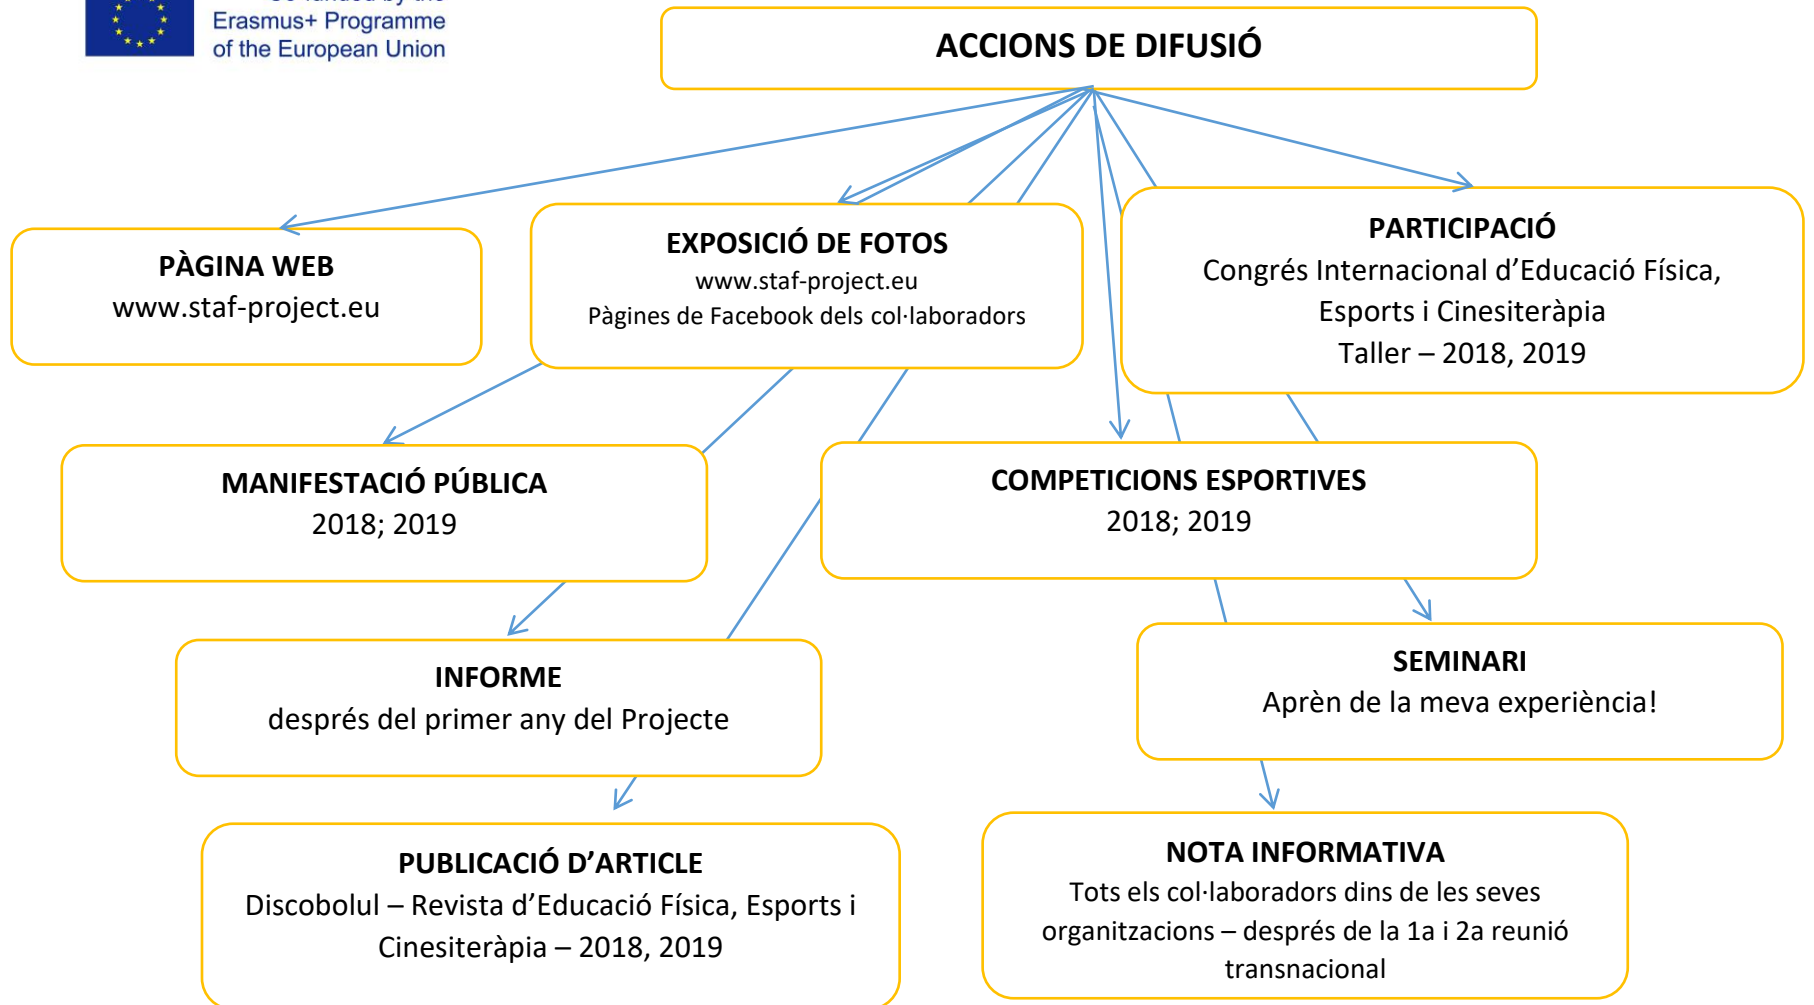 Co-funded by the
Erasmus+ Programme
of the European Union
ACCIONS DE DIFUSIÓ
PÀGINA WEB
www.staf-project.eu
EXPOSICIÓ DE FOTOS
www.staf-project.eu
Pàgines de Facebook dels col·laboradors
PARTICIPACIÓ
Congrés Internacional d’Educació Física,
Esports i Cinesiteràpia
Taller – 2018, 2019
MANIFESTACIÓ PÚBLICA
2018; 2019
COMPETICIONS ESPORTIVES
2018; 2019
INFORME
després del primer any del Projecte
SEMINARI
Aprèn de la meva experiència!
PUBLICACIÓ D’ARTICLE
Discobolul – Revista d’Educació Física, Esports i
Cinesiteràpia – 2018, 2019
NOTA INFORMATIVA
Tots els col·laboradors dins de les seves
organitzacions – després de la 1a i 2a reunió
transnacional